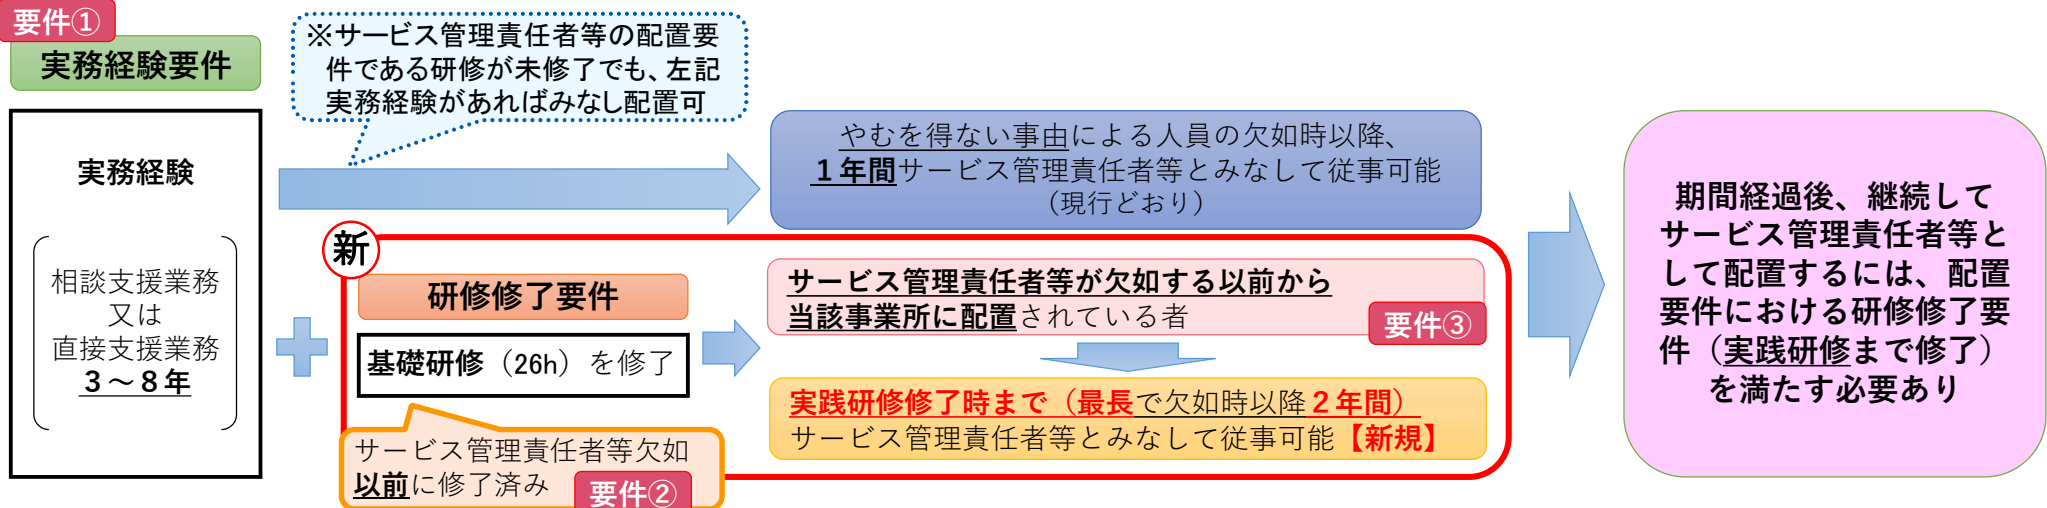 要件①
実務経験要件
実務経験
相談支援業務
又は
直接支援業務
３～８年
※サービス管理責任者等の配置要
件である研修が未修了でも、左記
実務経験があればみなし配置可
やむを得ない事由による人員の欠如時以降、
１年間サービス管理責任者等とみなして従事可能
（現行どおり）
新
研修修了要件
基礎研修（26h）を修了
サービス管理責任者等欠如
以前に修了済み
要件②
サービス管理責任者等が欠如する以前から
当該事業所に配置されている者
要件③
実践研修修了時まで（最長で欠如時以降２年間）
サービス管理責任者等とみなして従事可能【新規】
期間経過後、継続して
サービス管理責任者等と
して配置するには、配置
要件における研修修了要
件（実践研修まで修了）
を満たす必要あり